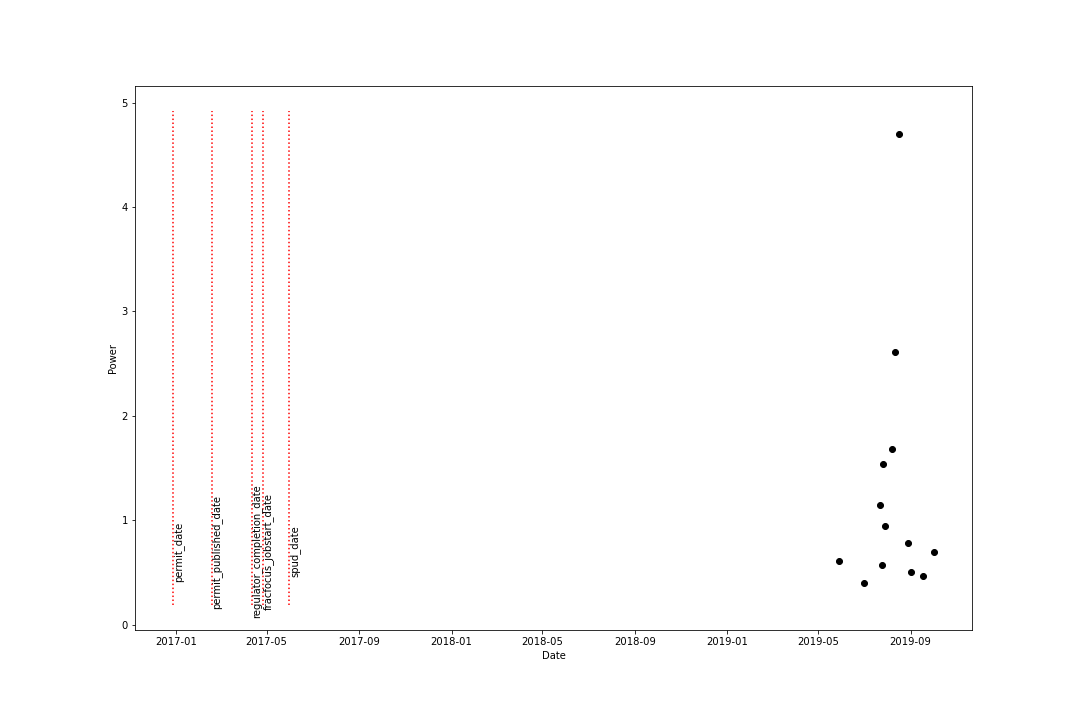 5
4
3
2
1
0
Power
permit_date
permit_published_date
regulator_completion_date
fracfocus_jobstart_date
spud_date
2017-01
2017-05
2017-09
2018-01
2018-05
2018-09
2019-01
2019-05
2019-09
Date